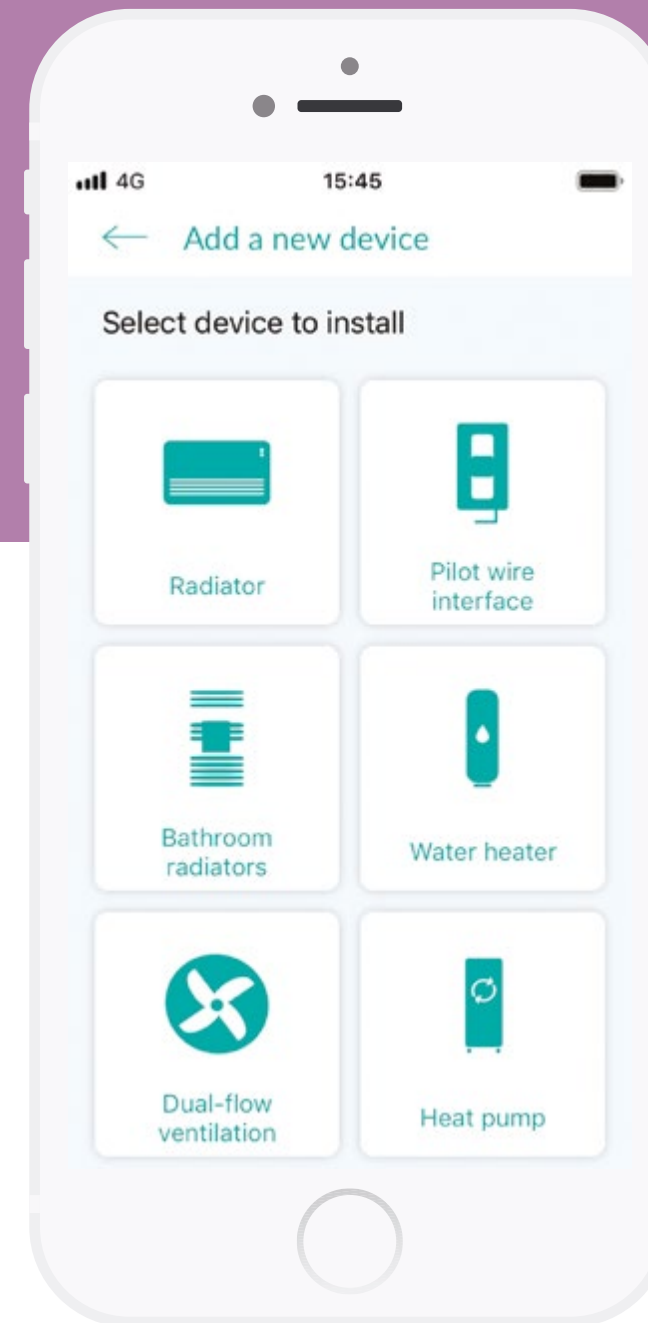 4G 15:45
Add a new device
Select device to install
Radiator
Pilot wire
interface
Bathroom
radiators
Water heater
Dual-flow
ventilation
Heat pump